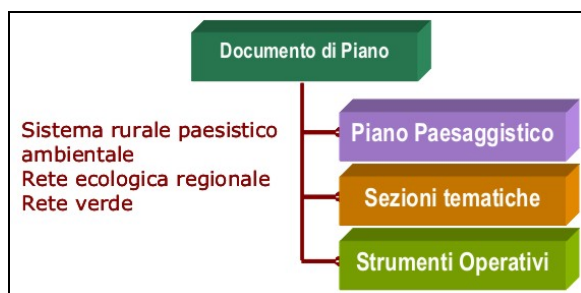 Documento di Piano
Sistema rurale paesistico
ambientale
Rete ecologica regionale
Rete verde
Piano Paesaggistico
Sezioni tematiche
Strumenti Operativi